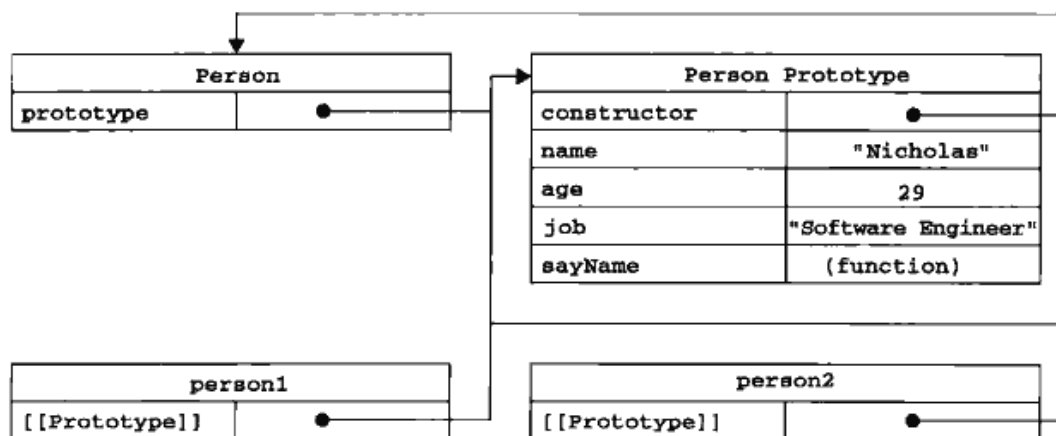 Person
prototype
Person Prototype
constructor
name "Nicholas"
age 29
job "Software Engineer"
sayName (function)
person1
[[Prototype]]
person2
[[Prototype]]